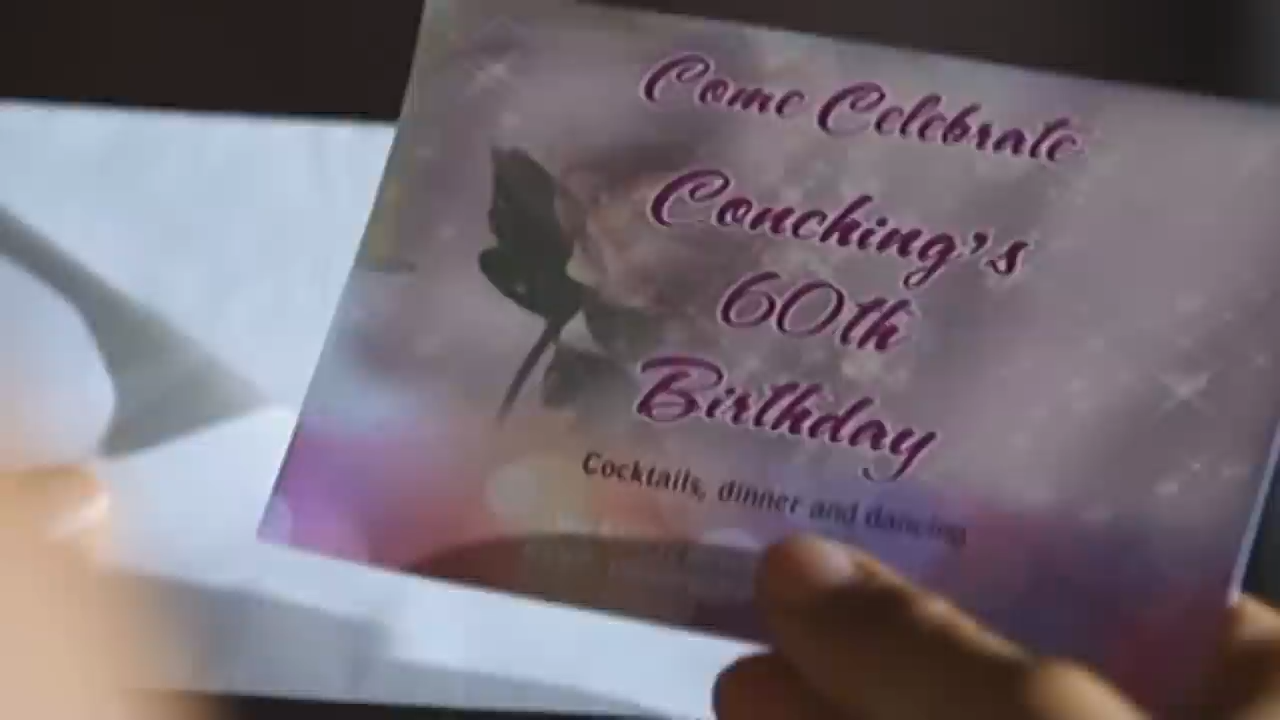 Come Celebrate
Conching's
60th
Birthday
Cocktails, dinner and dancing